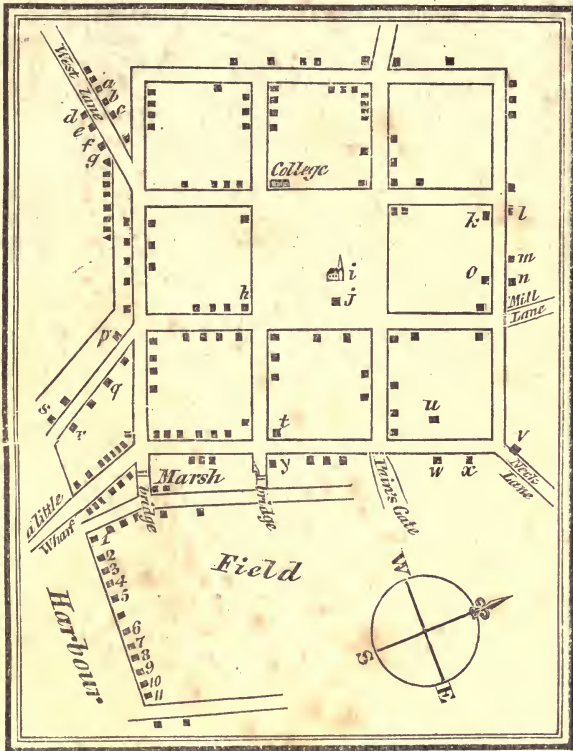 West Lane
a
b
c
d
e
f
g
College
k
l
i
m
h
j
o
n
Mill
Lane
p
q
s
r
u
t
v
Marsh
y
w
x
Neck
Lane
bridge
bridge
Gate
a little
Wharf
Field
Harbour
1
2
3
4
5
6
7
8
9
10
11
W
S
E